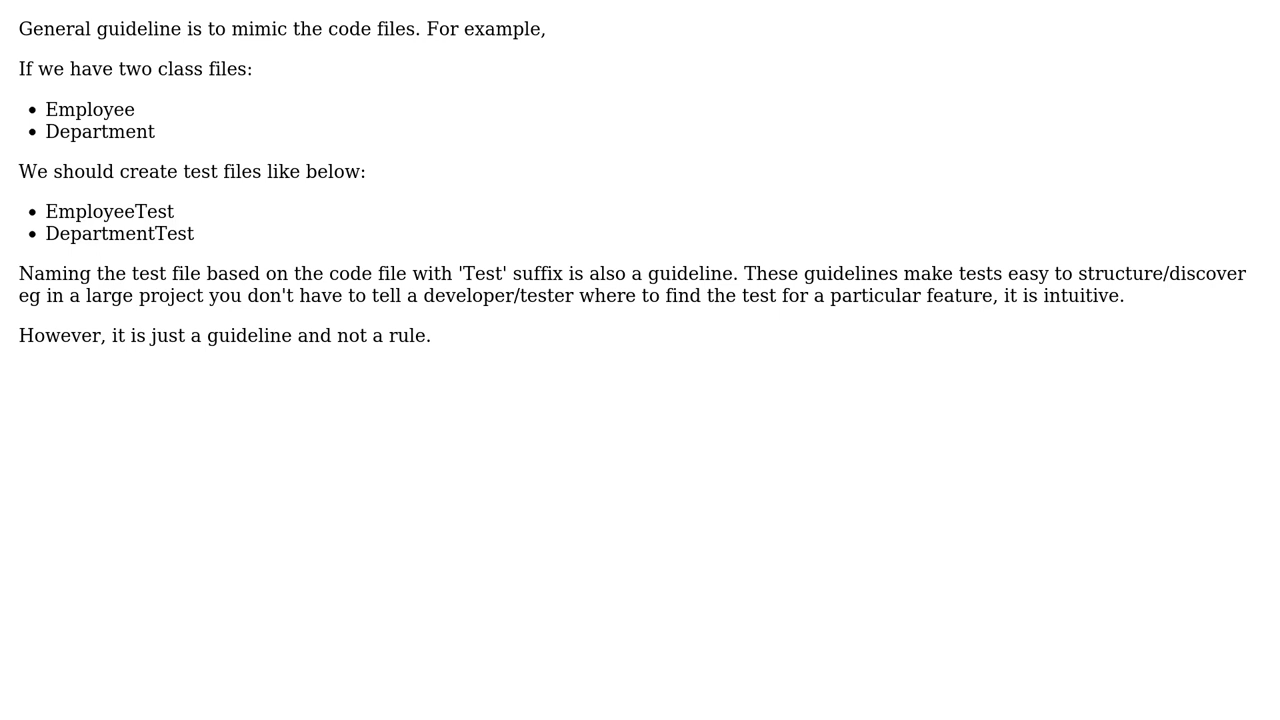 General guideline is to mimic the code files. For example,
If we have two class files:
• Employee
• Department
We should create test files like below:
• EmployeeTest
• DepartmentTest
Naming the test file based on the code file with 'Test' suffix is also a guideline. These guidelines make tests easy to structure/discover
eg in a large project you don't have to tell a developer/tester where to find the test for a particular feature, it is intuitive.
However, it is just a guideline and not a rule.